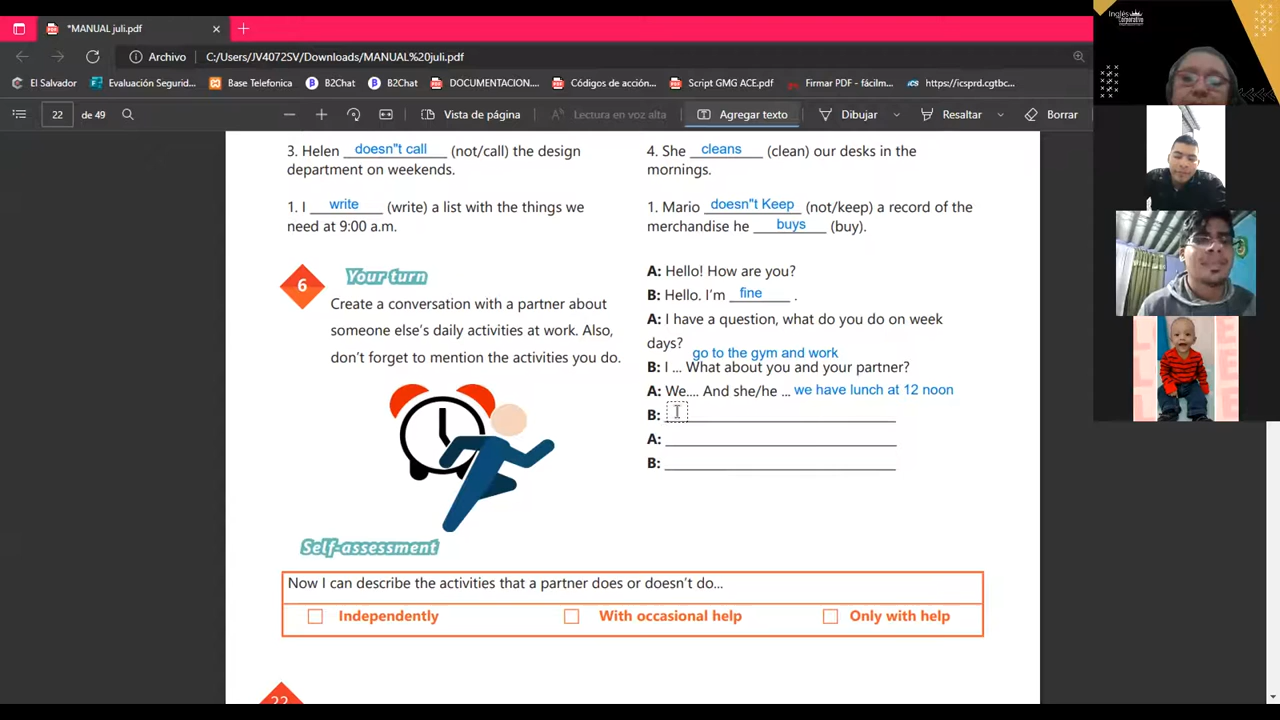 *MANUAL juli.pdf
Archivo C:/Users/JV4072SV/Downloads/MANUAL%20juli.pdf
El Salvador Evaluación Segurid... Base Telefonica B2Chat B2Chat DOCUMENTACION.... Códigos de acción... Script GMG ACE.pdf Firmar PDF - fácilm... https://icsprd.cgtbc...
22 de 49 Vista de página Lectura en voz alta Agregar texto Dibujar Resaltar Borrar
Inglés
Corporativo
3. Helen doesn"t call (not/call) the design
department on weekends.
1. I write (write) a list with the things we
need at 9:00 a.m.
4. She cleans (clean) our desks in the
mornings.
1. Mario doesn"t Keep (not/keep) a record of the
merchandise he buys (buy).
6 Your turn
Create a conversation with a partner about
someone else's daily activities at work. Also,
don't forget to mention the activities you do.
A: Hello! How are you?
B: Hello. I'm fine .
A: I have a question, what do you do on week
days?
go to the gym and work
B: I ... What about you and your partner?
A: We.... And she/he ... we have lunch at 12 noon
B:
A:
B:
Self-assessment
Now I can describe the activities that a partner does or doesn't do...
Independently With occasional help Only with help
22